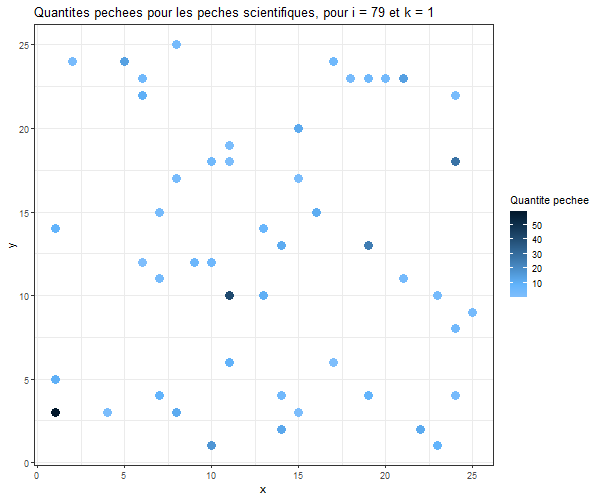 Quantites pechees pour les peches scientifiques, pour i = 79 et k = 1
25
20
15
10
5
0
y
0 5 10 15 20 25
x
Quantite pechee
50
40
30
20
10